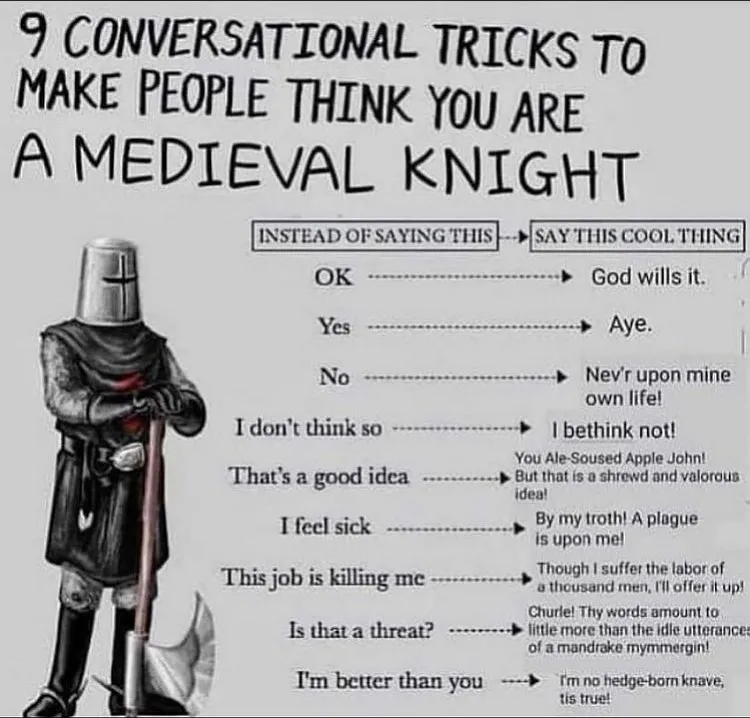 9 CONVERSATIONAL TRICKS TO
MAKE PEOPLE THINK YOU ARE
A MEDIEVAL KNIGHT
INSTEAD OF SAYING THIS SAY THIS COOL THING
OK God wills it.
Yes Aye.
No Nev'r upon mine
own life!
I don't think so I bethink not!
You Ale-Soused Apple John!
That's a good idea But that is a shrewd and valorous
idea!
I feel sick By my troth! A plague
is upon me!
This job is killing me Though I suffer the labor of
a thousand men, I'll offer it up!
Churle! Thy words amount to
Is that a threat? little more than the idle utterances
of a mandrake mymmergin!
I'm better than you I'm no hedge-born knave,
tis true!